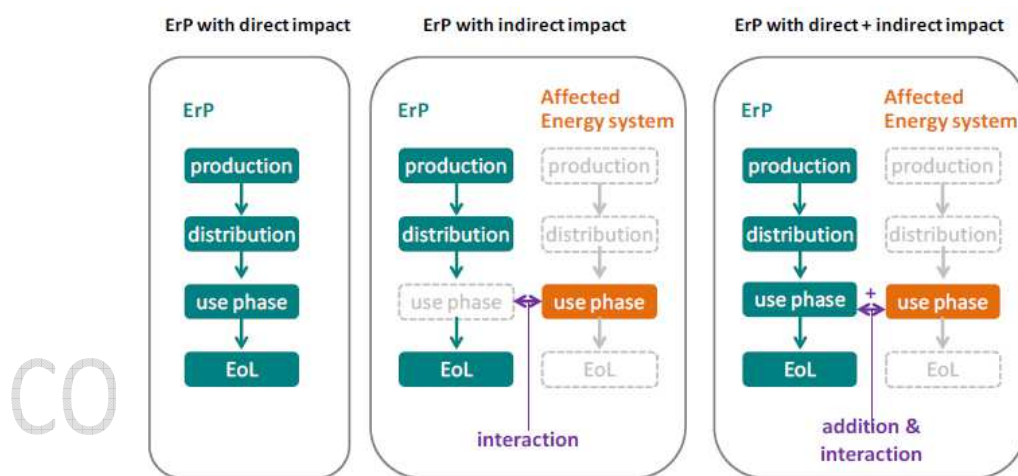 ErP with direct impact
ErP with indirect impact
ErP with direct + indirect impact
ErP
production
distribution
use phase
EoL
ErP
Affected
Energy system
production
production
distribution
distribution
use phase
use phase
EoL
EoL
interaction
ErP
Affected
Energy system
production
production
distribution
distribution
+
use phase
use phase
EoL
EoL
addition &
interaction
CO